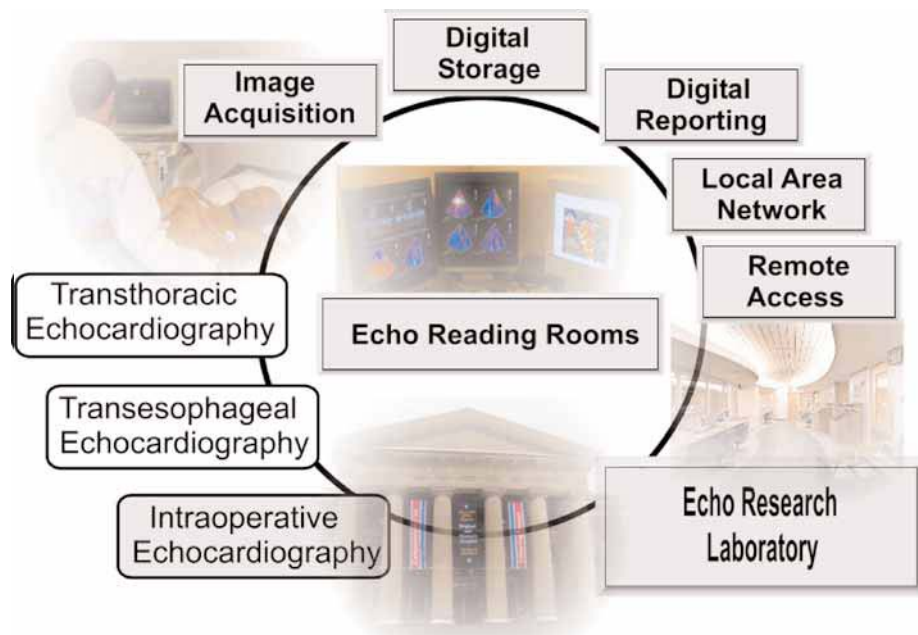 Digital
Storage
Image
Acquisition
Digital
Reporting
Local Area
Network
Remote
Access
Transthoracic
Echocardiography
Echo Reading Rooms
Transesophageal
Echocardiography
Intraoperative
Echocardiography
Echo Research
Laboratory